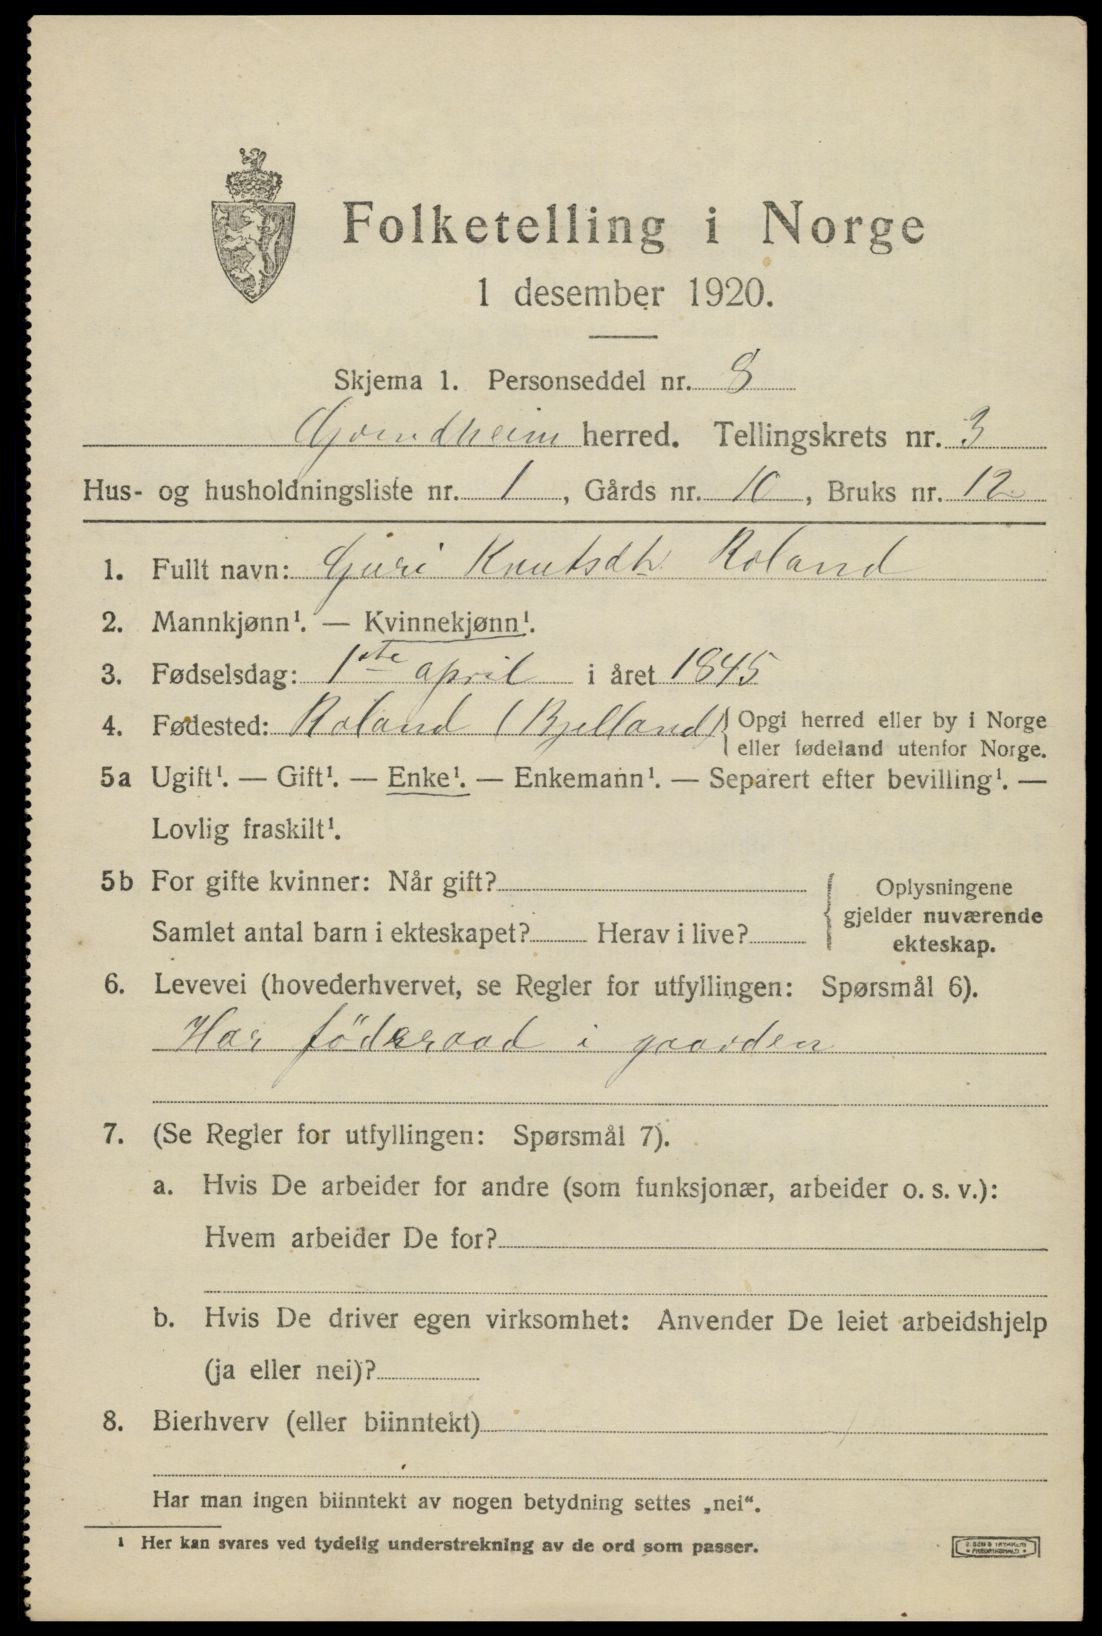 Folketelling i Norge
1 desember 1920.
Skjema 1. Personseddel nr. 8
Grindheim herred. Tellingskrets nr. 3
Hus- og husholdningsliste nr. 1, Gårds nr. 10, Bruks nr. 12
1. Fullt navn: Guri Knutsdtr Roland
2. Mannkjønn¹. — Kvinnekjønn¹.
3. Fødselsdag: 1ste april i året 1845
4. Fødested: Roland (Bjelland) { Opgi herred eller by i Norge
eller fødeland utenfor Norge.
5a Ugift¹. — Gift¹. — Enke¹. — Enkemann¹. — Separert efter bevilling¹. —
Lovlig fraskilt¹.
5b For gifte kvinner: Når gift?
Samlet antal barn i ekteskapet? Herav i live?
{ Oplysningene
gjelder nuværende
ekteskap.
6. Levevei (hovederhvervet, se Regler for utfyllingen: Spørsmål 6).
Har föderaad i gaarden
7. (Se Regler for utfyllingen: Spørsmål 7).
a. Hvis De arbeider for andre (som funksjonær, arbeider o. s. v.):
Hvem arbeider De for?
b. Hvis De driver egen virksomhet: Anvender De leiet arbeidshjelp
(ja eller nei)?
8. Bierhverv (eller biinntekt)
Har man ingen biinntekt av nogen betydning settes „nei“.
¹ Her kan svares ved tydelig understrekning av de ord som passer.